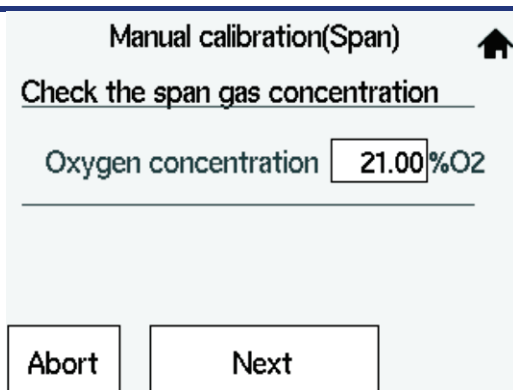 Manual calibration(Span)
Check the span gas concentration
Oxygen concentration 21.00 %O2
Abort Next